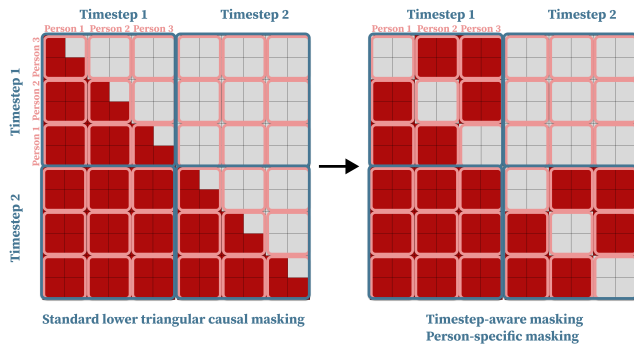 Timestep 1 Timestep 2
Person 1 Person 2 Person 3
Person 3
Person 2
Person 1
Timestep 1
Timestep 2
Standard lower triangular causal masking
Timestep 1 Timestep 2
Person 1 Person 2 Person 3
Timestep-aware masking
Person-specific masking